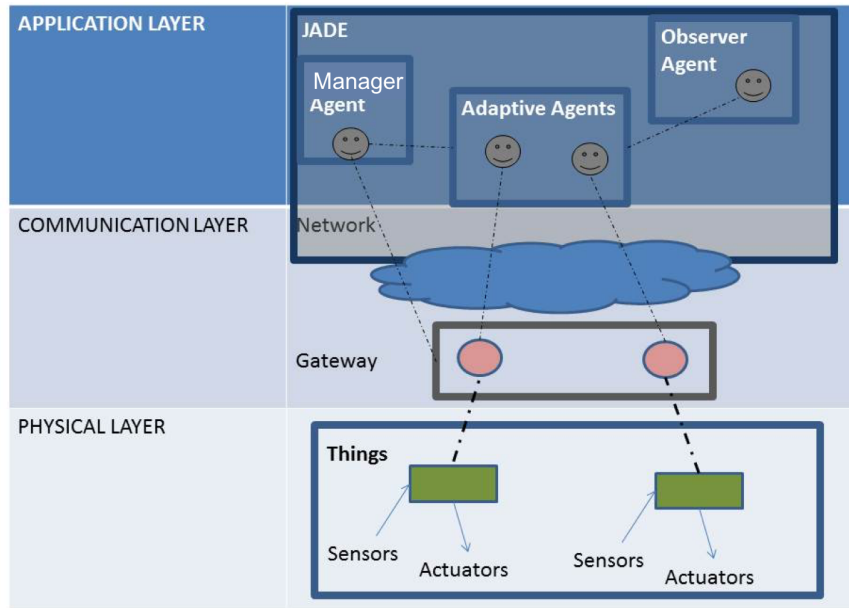 APPLICATION LAYER
JADE
Manager
Agent
Adaptive Agents
Observer
Agent
COMMUNICATION LAYER
Network
Gateway
PHYSICAL LAYER
Things
Sensors
Actuators
Sensors
Actuators